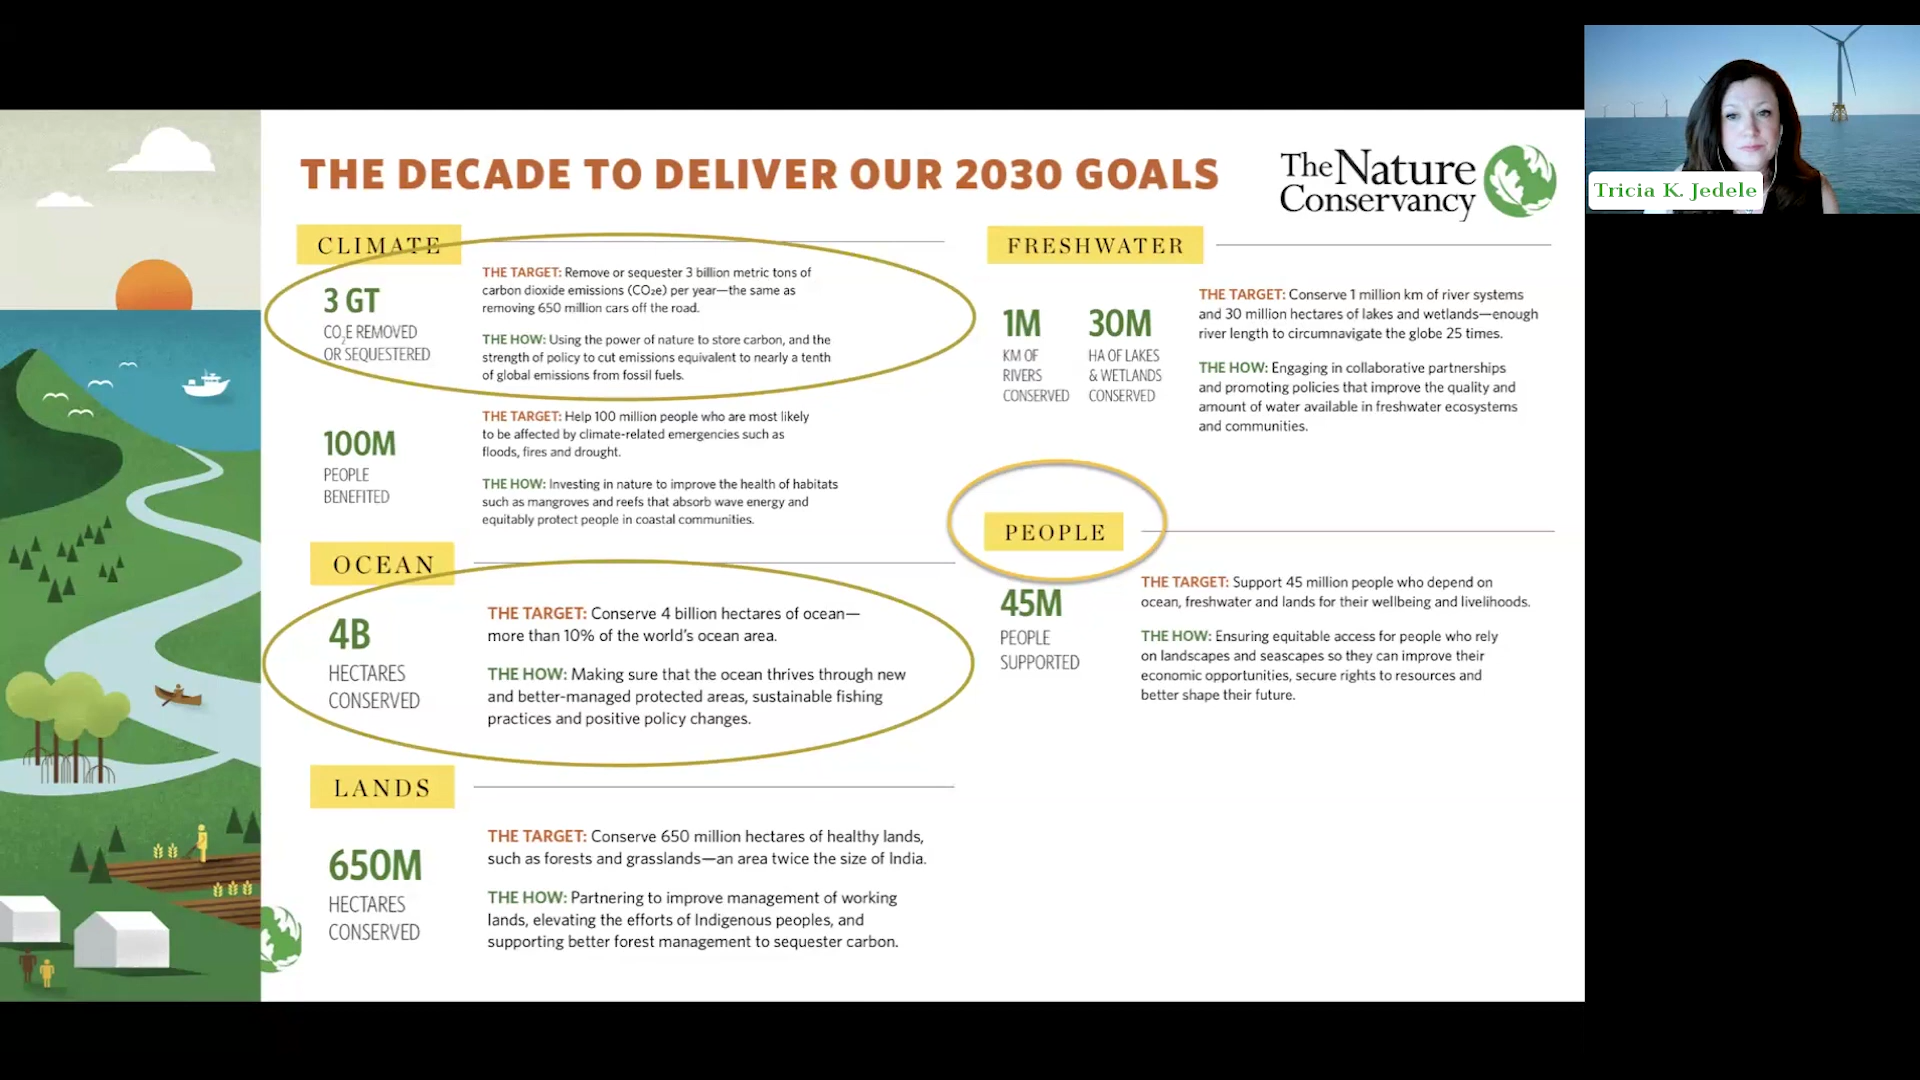 THE DECADE TO DELIVER OUR 2030 GOALS
The Nature
Conservancy
Tricia K. Jedele
CLIMATE
3 GT
CO₂E REMOVED
OR SEQUESTERED
THE TARGET: Remove or sequester 3 billion metric tons of
carbon dioxide emissions (CO₂e) per year—the same as
removing 650 million cars off the road.
THE HOW: Using the power of nature to store carbon, and the
strength of policy to cut emissions equivalent to nearly a tenth
of global emissions from fossil fuels.
100M
PEOPLE
BENEFITED
THE TARGET: Help 100 million people who are most likely
to be affected by climate-related emergencies such as
floods, fires and drought.
THE HOW: Investing in nature to improve the health of habitats
such as mangroves and reefs that absorb wave energy and
equitably protect people in coastal communities.
OCEAN
4B
HECTARES
CONSERVED
THE TARGET: Conserve 4 billion hectares of ocean—
more than 10% of the world's ocean area.
THE HOW: Making sure that the ocean thrives through new
and better-managed protected areas, sustainable fishing
practices and positive policy changes.
LANDS
650M
HECTARES
CONSERVED
THE TARGET: Conserve 650 million hectares of healthy lands,
such as forests and grasslands—an area twice the size of India.
THE HOW: Partnering to improve management of working
lands, elevating the efforts of Indigenous peoples, and
supporting better forest management to sequester carbon.
FRESHWATER
1M
KM OF
RIVERS
CONSERVED
30M
HA OF LAKES
& WETLANDS
CONSERVED
THE TARGET: Conserve 1 million km of river systems
and 30 million hectares of lakes and wetlands—enough
river length to circumnavigate the globe 25 times.
THE HOW: Engaging in collaborative partnerships
and promoting policies that improve the quality and
amount of water available in freshwater ecosystems
and communities.
PEOPLE
45M
PEOPLE
SUPPORTED
THE TARGET: Support 45 million people who depend on
ocean, freshwater and lands for their wellbeing and livelihoods.
THE HOW: Ensuring equitable access for people who rely
on landscapes and seascapes so they can improve their
economic opportunities, secure rights to resources and
better shape their future.